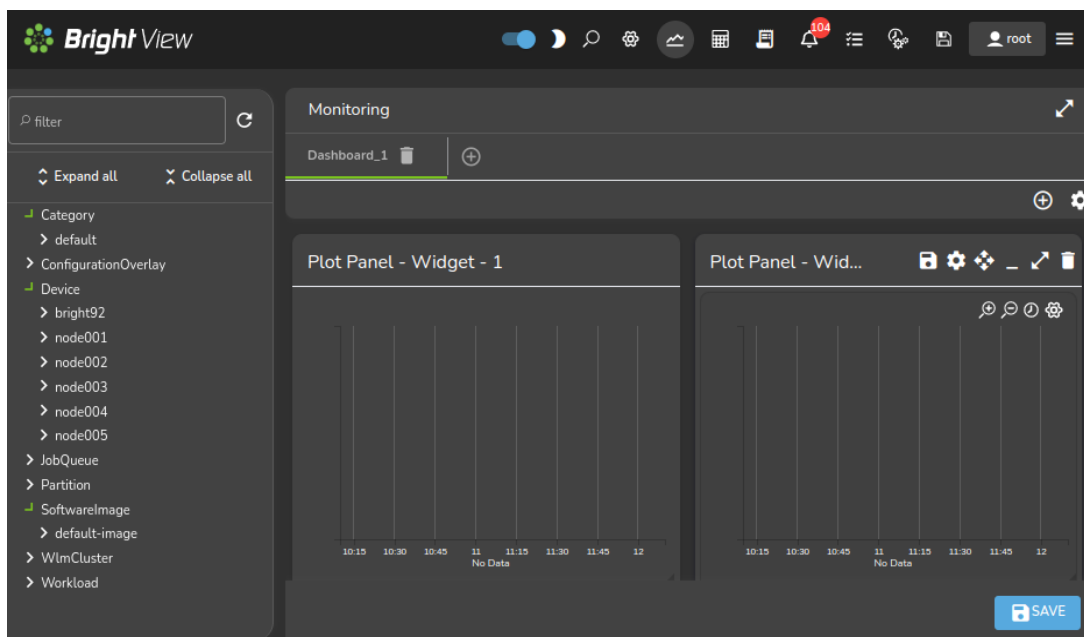 Bright View
104
root
filter
Expand all
Collapse all
Category
default
ConfigurationOverlay
Device
bright92
node001
node002
node003
node004
node005
JobQueue
Partition
SoftwareImage
default-image
WlmCluster
Workload
Monitoring
Dashboard_1
Plot Panel - Widget - 1
10:15 10:30 10:45 11 11:15 11:30 11:45 12
No Data
Plot Panel - Wid...
10:15 10:30 10:45 11 11:15 11:30 11:45 12
No Data
SAVE